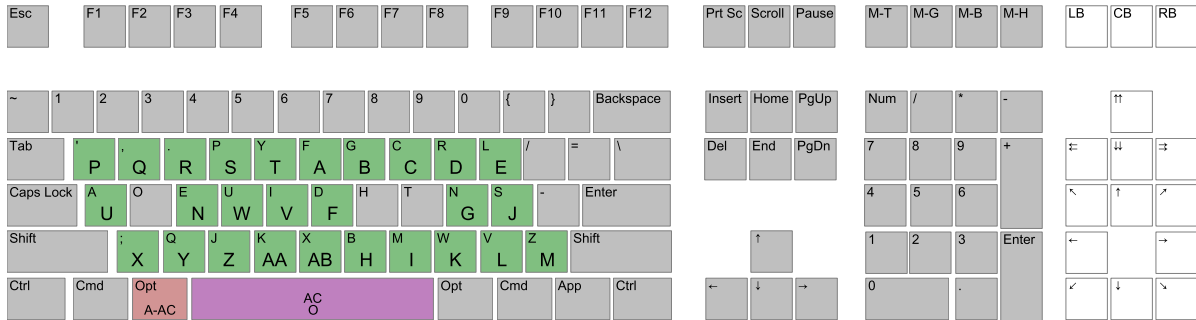 Esc F1 F2 F3 F4 F5 F6 F7 F8 F9 F10 F11 F12 Prt Sc Scroll Pause M-T M-G M-B M-H LB CB RB
~ 1 2 3 4 5 6 7 8 9 0 { } Backspace Insert Home PgUp Num / * - ⇈
Tab ' , . P Y F G C R L / = \ Del End PgDn 7 8 9 + ⇇ ⇊ ⇉
P Q R S T A B C D E
Caps Lock A O E U I D H T N S - Enter 4 5 6 ↖ ↑ ↗
U N W V F G J
Shift ; Q J K X B M W V Z Shift ↑ 1 2 3 Enter ← →
X Y Z AA AB H I K L M
Ctrl Cmd Opt Opt Cmd App Ctrl ← ↓ → 0 . ↙ ↓ ↘
A-AC AC
O